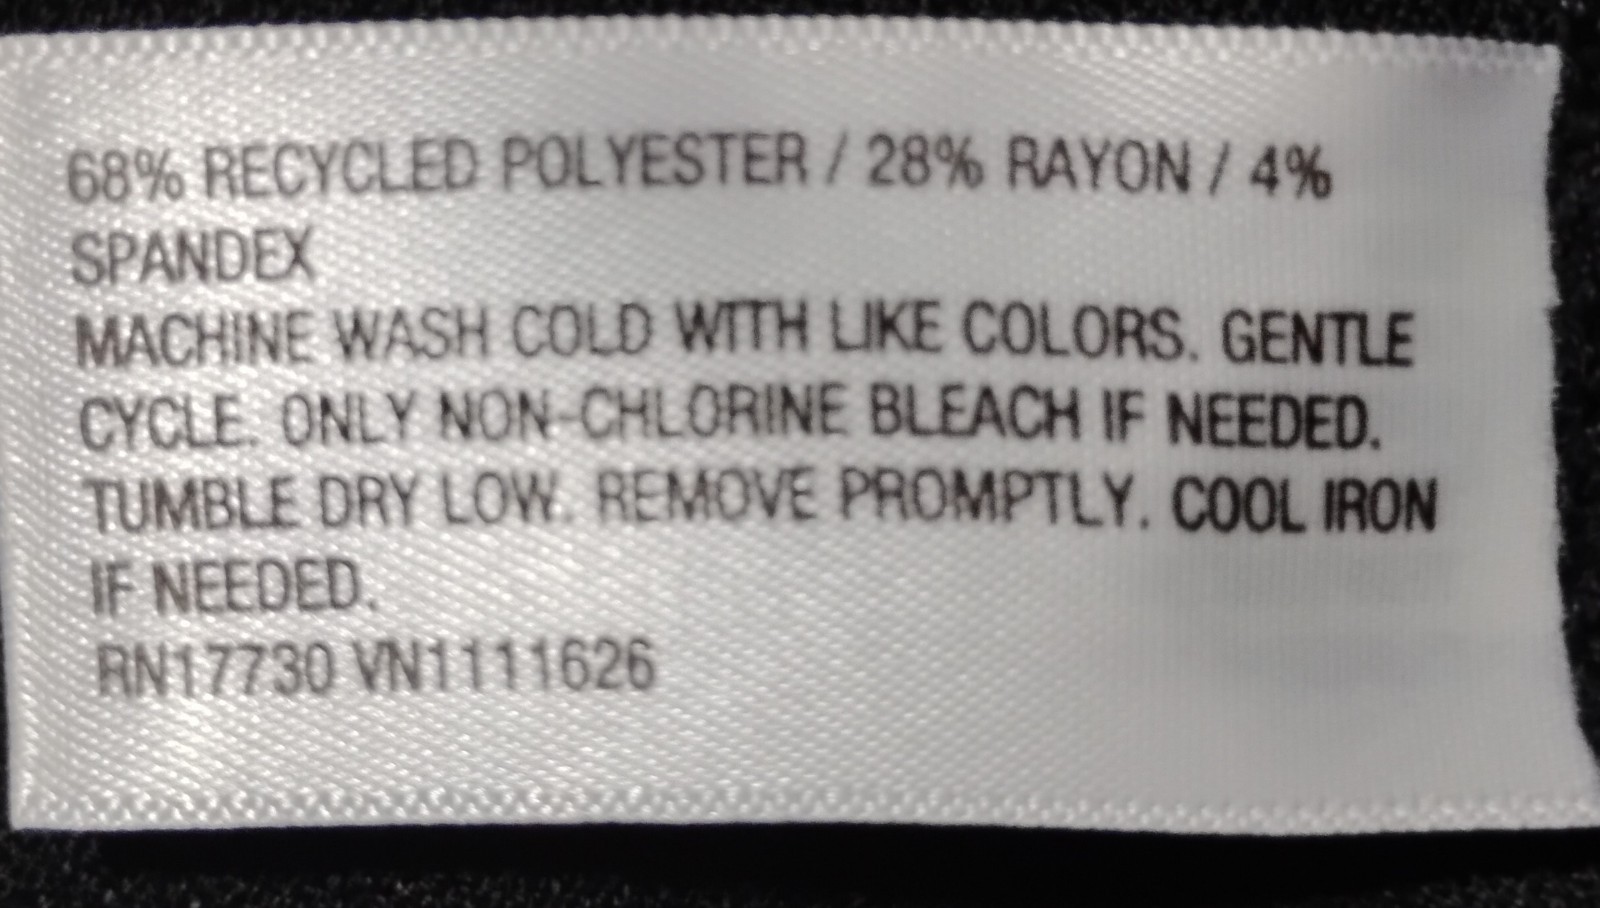 68% RECYCLED POLYESTER / 28% RAYON / 4%
SPANDEX
MACHINE WASH COLD WITH LIKE COLORS. GENTLE
CYCLE. ONLY NON-CHLORINE BLEACH IF NEEDED.
TUMBLE DRY LOW. REMOVE PROMPTLY. COOL IRON
IF NEEDED.
RN17730 VN1111626